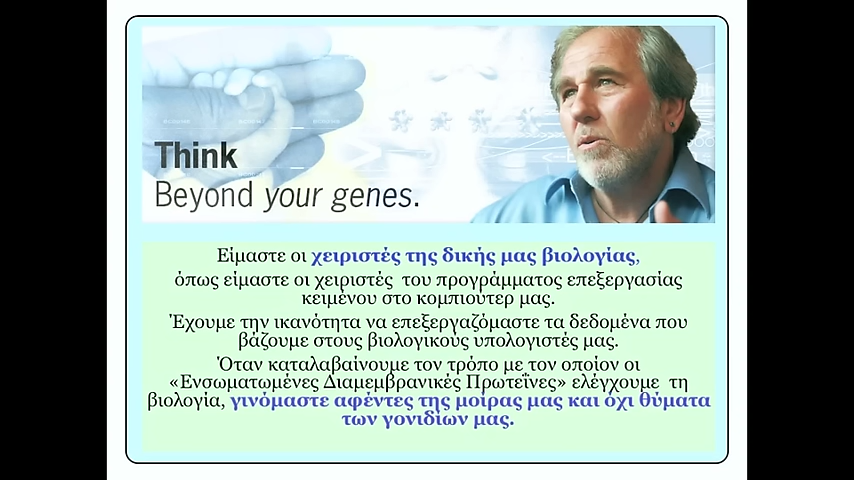 Think
Beyond your genes.
Είμαστε οι χειριστές της δικής μας βιολογίας,
όπως είμαστε οι χειριστές του προγράμματος επεξεργασίας
κειμένου στο κομπιούτερ μας.
Έχουμε την ικανότητα να επεξεργαζόμαστε τα δεδομένα που
βάζουμε στους βιολογικούς υπολογιστές μας.
Όταν καταλαβαίνουμε τον τρόπο με τον οποίον οι
«Ενσωματωμένες Διαμεμβρανικές Πρωτεΐνες» ελέγχουμε τη
βιολογία, γινόμαστε αφέντες της μοίρας μας και όχι θύματα
των γονιδίων μας.